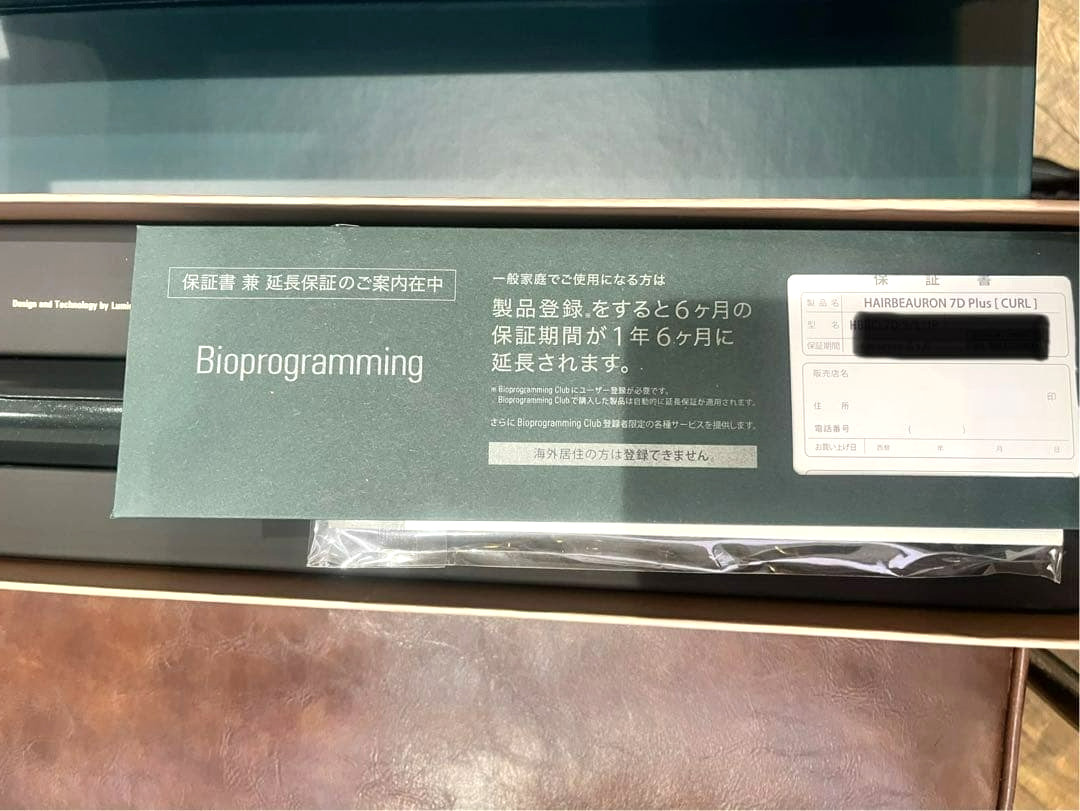 Design and Technology by
保証書 兼 延長保証のご案内在中
Bioprogramming
一般家庭でご使用になる方は
製品登録※をすると6ヶ月の
保証期間が1年6ヶ月に
延長されます。
※ Bioprogramming Clubにユーザー登録が必要です。
Bioprogramming Clubで購入した製品は自動的に延長保証が適用されます。
さらにBioprogramming Club登録者限定の各種サービスを提供します。
海外居住の方は登録できません
保 証 書
製品名 HAIRBEAURON 7D Plus [ CURL ]
型 名
保証期間
販売店名
印
住 所
電話番号 ( )
お買い上げ日 西暦 年 月 日